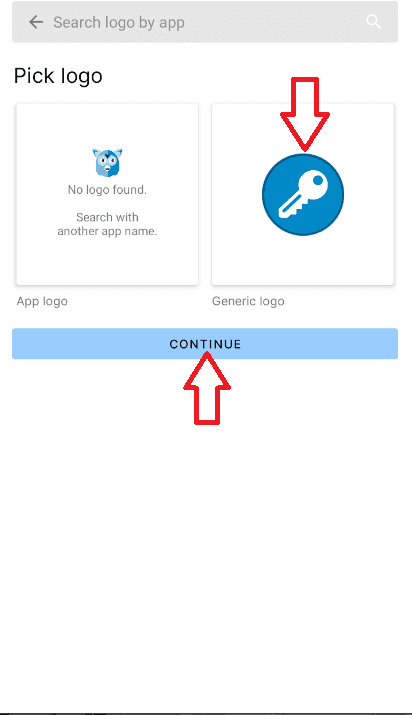 Search logo by app
Pick logo
No logo found.
Search with
another app name.
App logo
Generic logo
CONTINUE